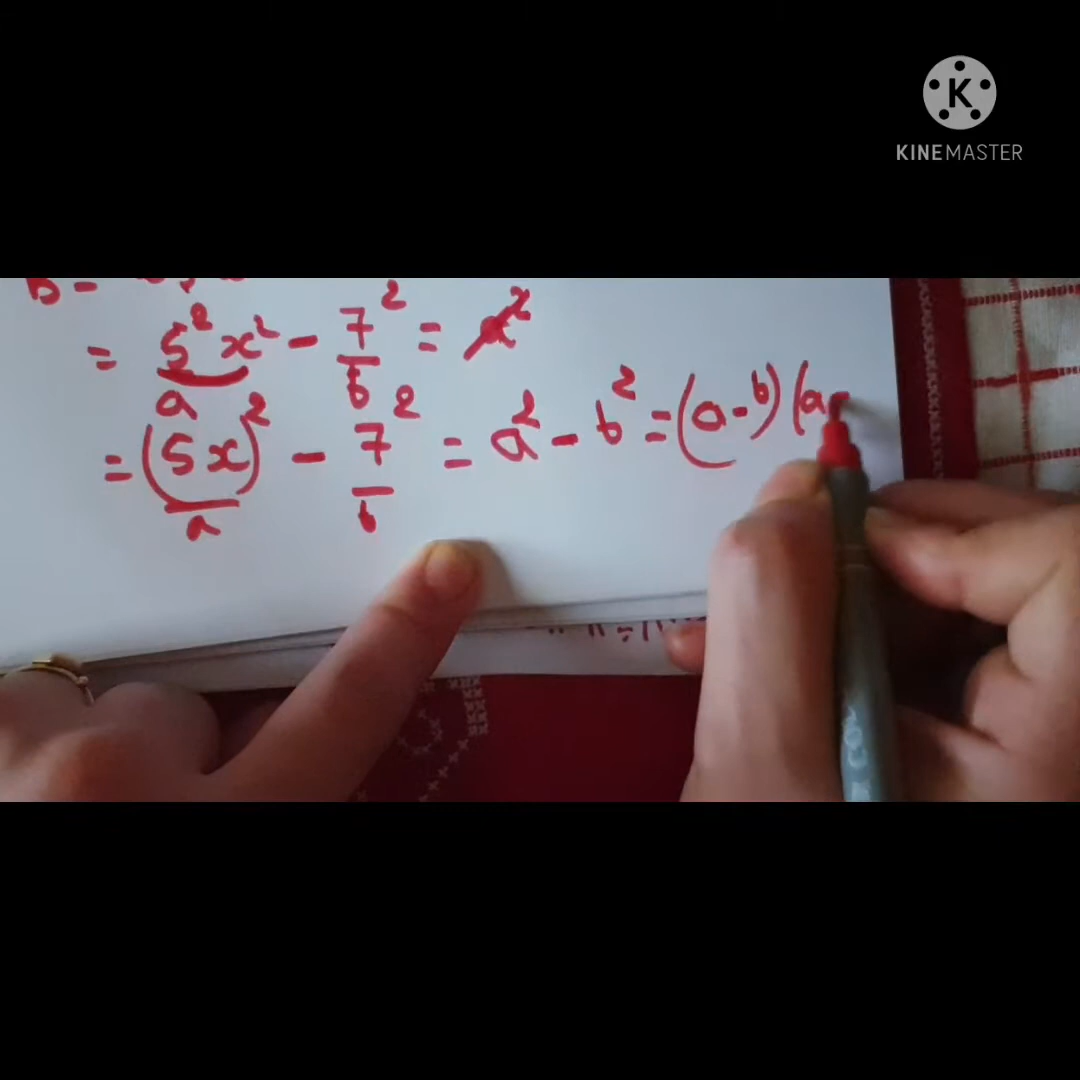 K
KINEMASTER
B =
= 5²x² - 7² =
a b
= (5x)² - 7² = a² - b² = (a - b) (a
a b